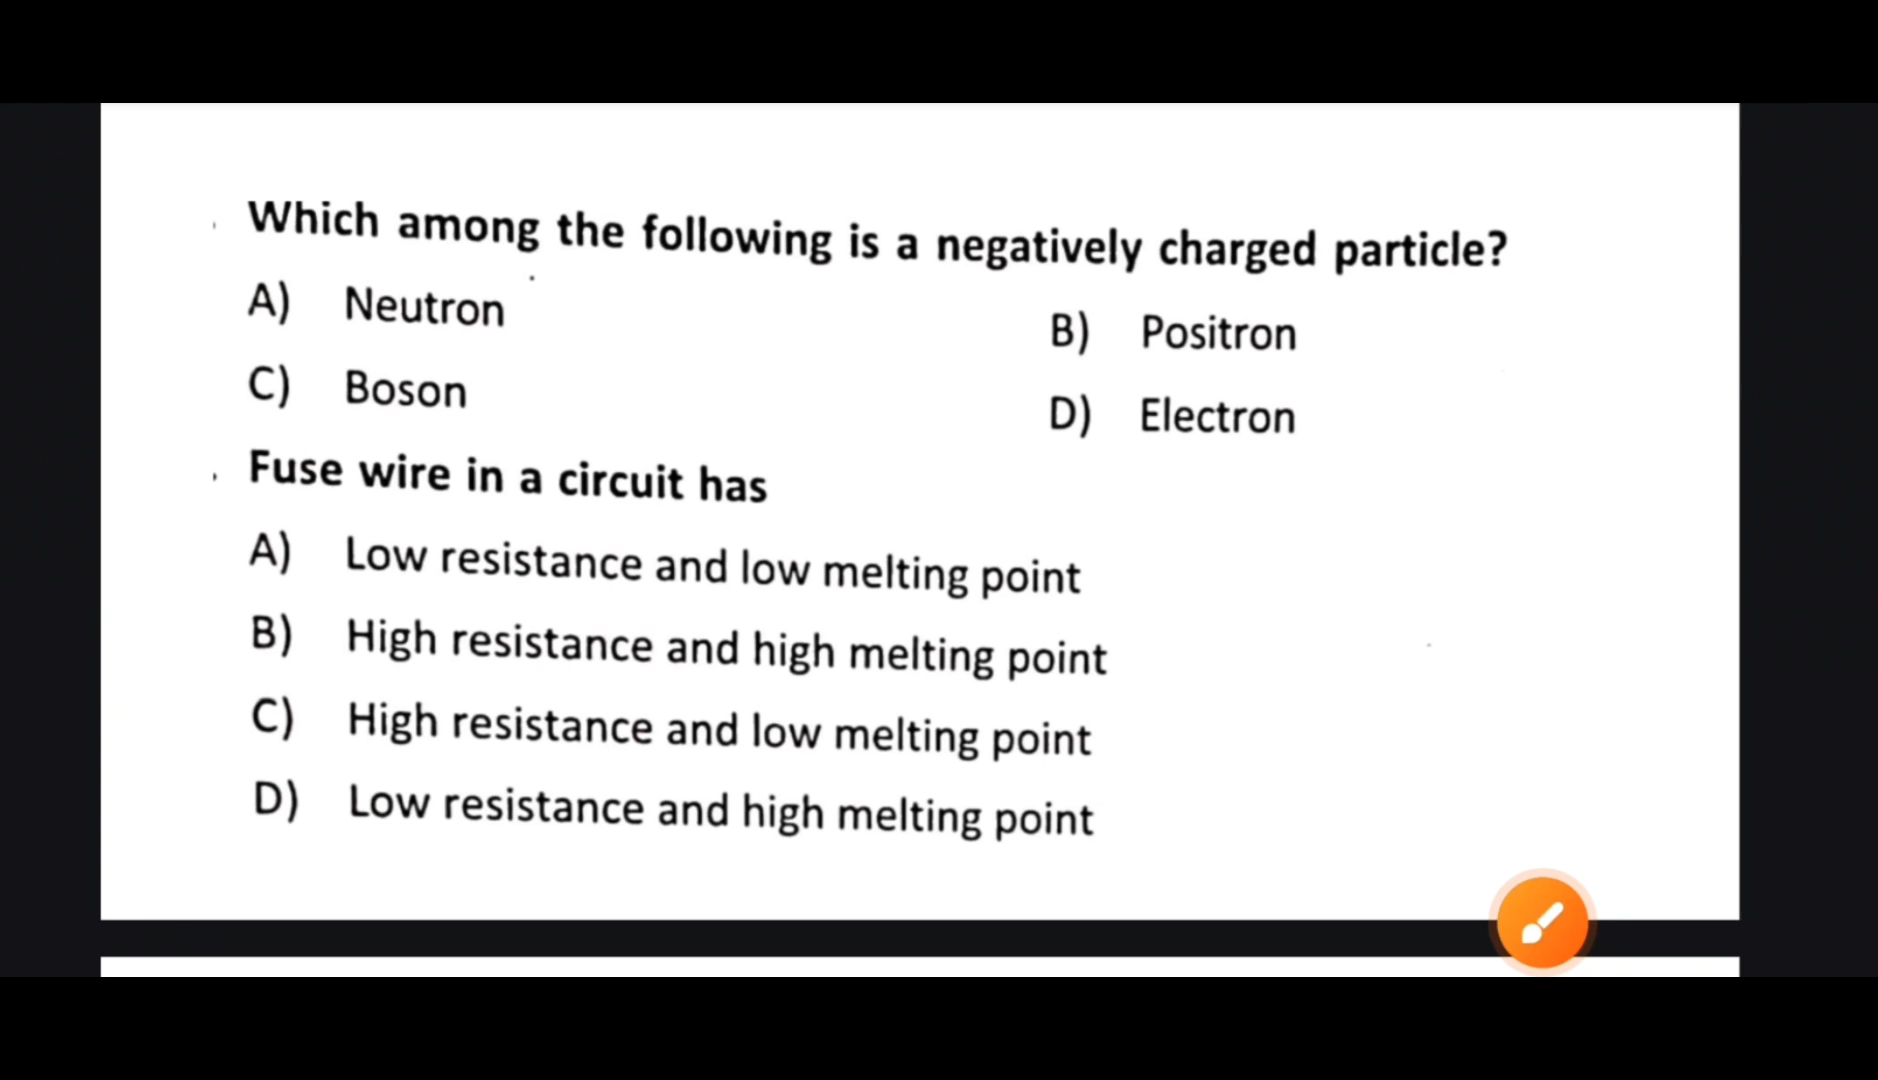 Which among the following is a negatively charged particle?
A) Neutron
B) Positron
C) Boson
D) Electron
Fuse wire in a circuit has
A) Low resistance and low melting point
B) High resistance and high melting point
C) High resistance and low melting point
D) Low resistance and high melting point